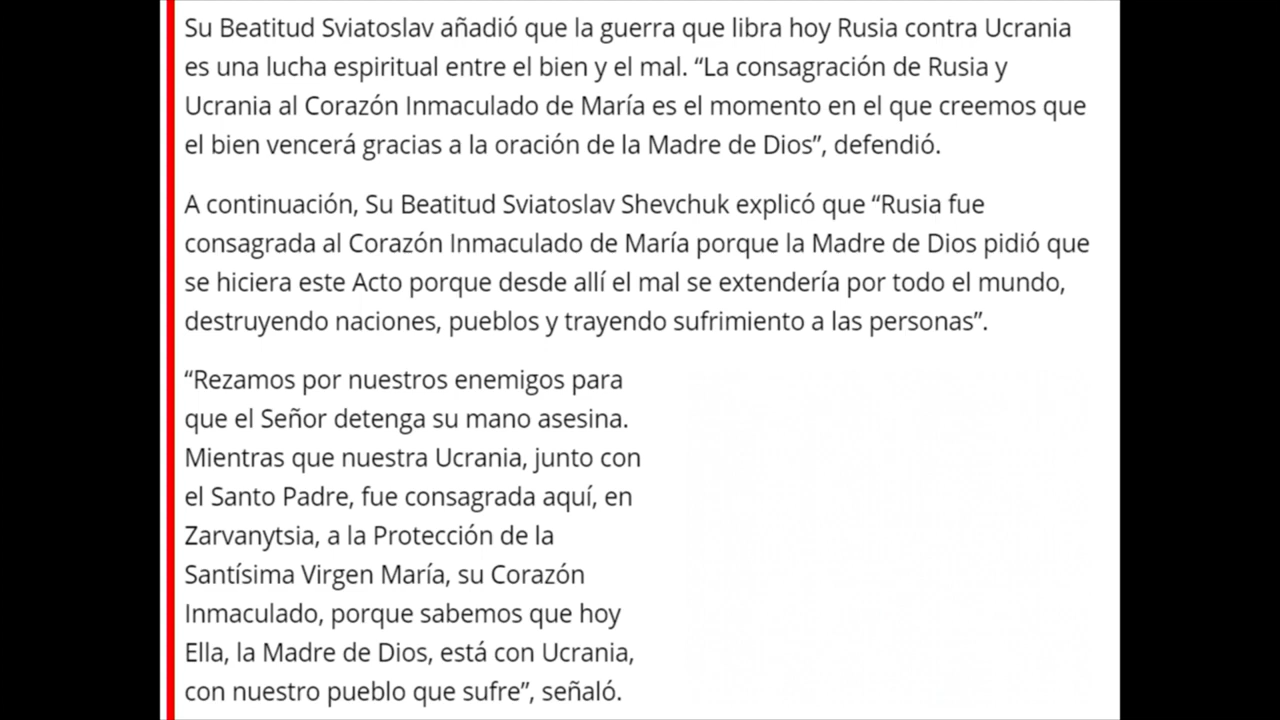 Su Beatitud Sviatoslav añadió que la guerra que libra hoy Rusia contra Ucrania
es una lucha espiritual entre el bien y el mal. “La consagración de Rusia y
Ucrania al Corazón Inmaculado de María es el momento en el que creemos que
el bien vencerá gracias a la oración de la Madre de Dios”, defendió.
A continuación, Su Beatitud Sviatoslav Shevchuk explicó que “Rusia fue
consagrada al Corazón Inmaculado de María porque la Madre de Dios pidió que
se hiciera este Acto porque desde allí el mal se extendería por todo el mundo,
destruyendo naciones, pueblos y trayendo sufrimiento a las personas”.
“Rezamos por nuestros enemigos para
que el Señor detenga su mano asesina.
Mientras que nuestra Ucrania, junto con
el Santo Padre, fue consagrada aquí, en
Zarvanytsia, a la Protección de la
Santísima Virgen María, su Corazón
Inmaculado, porque sabemos que hoy
Ella, la Madre de Dios, está con Ucrania,
con nuestro pueblo que sufre”, señaló.